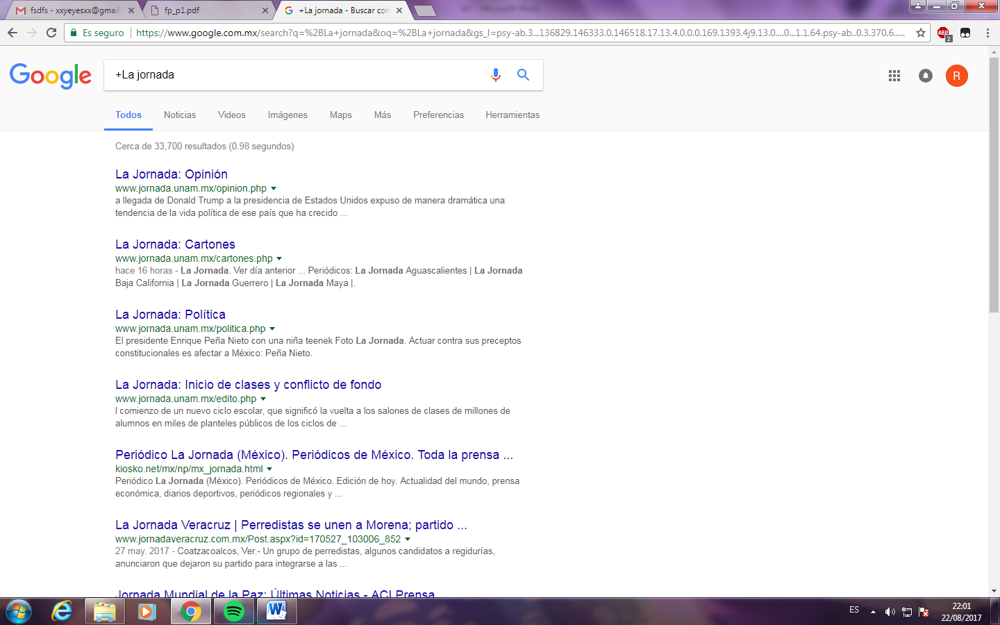 fsdfs - xxyeyesxx@gmail
fp_p1.pdf
+La jornada - Buscar con
Es seguro
https://www.google.com.mx/search?q=%2BLa+jornada&oq=%2BLa+jornada&gs_l=psy-ab.3...136829.146333.0.146518.17.13.4.0.0.0.169.1393.4j9.13.0....0...1.1.64.psy-ab..0.3.370.6.....
ABP
2
Google
+La jornada
R
Todos Noticias Videos Imágenes Maps Más Preferencias Herramientas
Cerca de 33,700 resultados (0.98 segundos)
La Jornada: Opinión
www.jornada.unam.mx/opinion.php
a llegada de Donald Trump a la presidencia de Estados Unidos expuso de manera dramática una
tendencia de la vida política de ese país que ha crecido ...
La Jornada: Cartones
www.jornada.unam.mx/cartones.php
hace 16 horas - La Jornada. Ver día anterior ... Periódicos: La Jornada Aguascalientes | La Jornada
Baja California | La Jornada Guerrero | La Jornada Maya |.
La Jornada: Política
www.jornada.unam.mx/politica.php
El presidente Enrique Peña Nieto con una niña teenek Foto La Jornada. Actuar contra sus preceptos
constitucionales es afectar a México: Peña Nieto.
La Jornada: Inicio de clases y conflicto de fondo
www.jornada.unam.mx/edito.php
l comienzo de un nuevo ciclo escolar, que significó la vuelta a los salones de clases de millones de
alumnos en miles de planteles públicos de los ciclos de ...
Periódico La Jornada (México). Periódicos de México. Toda la prensa ...
kiosko.net/mx/np/mx_jornada.html
Periódico La Jornada (México). Periódicos de México. Edición de hoy. Actualidad del mundo, prensa
económica, diarios deportivos, periódicos regionales y ...
La Jornada Veracruz | Perredistas se unen a Morena; partido ...
www.jornadaveracruz.com.mx/Post.aspx?id=170527_103006_852
27 may. 2017 - Coatzacoalcos, Ver.- Un grupo de perredistas, algunos candidatos a regidurías,
anunciaron que dejaron su partido para integrarse a las ...
Jornada Mundial de la Paz: Últimas Noticias - ACI Prensa
ES
22:01
22/08/2017